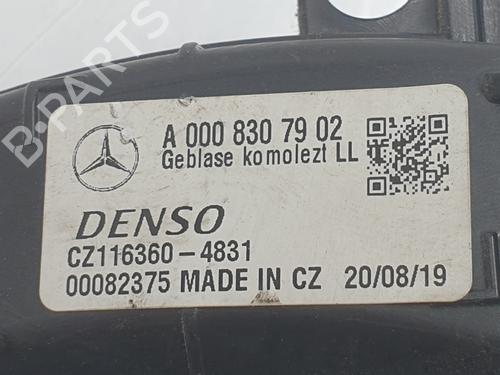 B-PARTS
A 000 830 79 02
Geblase komolezt LL
DENSO
CZ116360-4831
00082375 MADE IN CZ 20/08/19